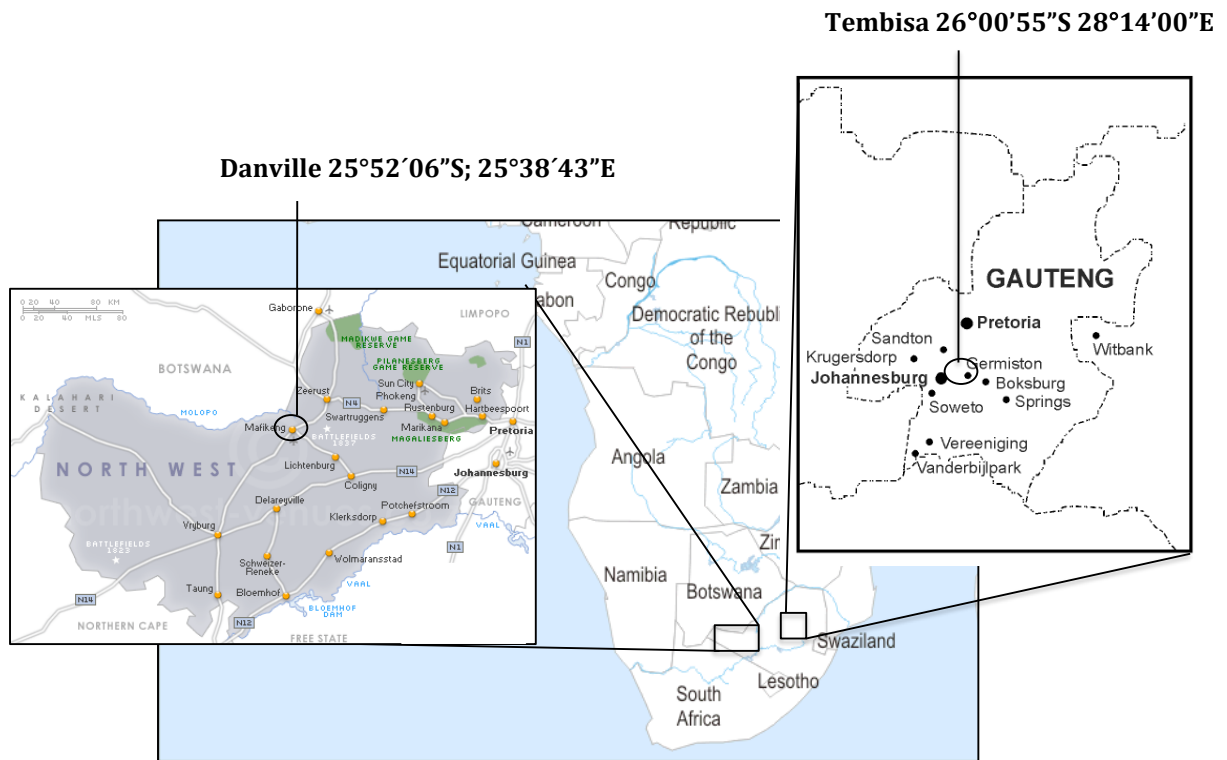 Tembisa 26°00’55”S 28°14’00”E
Danville 25°52´06”S; 25°38´43”E
Cameroon
Republic
Equatorial Guinea
Congo
abon
Democratic Republi
of the
Congo
Angola
Zambia
Zin
Namibia
Botswana
Swaziland
Lesotho
South
Africa
0 20 40 80 KM
0 20 40 MLS 80
Gaborone
LIMPOPO
N1
MADIKWE GAME
RESERVE
BOTSWANA
PILANESBERG
GAME RESERVE
Sun City
Phokeng
Brits
KALAHARI
DESERT
Zeerust
N4
Rustenburg
Hartbeespoort
MOLOPO
Swartruggens
Marikana
Pretoria
Mafikeng
BATTLEFIELDS
1837
MAGALIESBERG
NORTH WEST
Lichtenburg
N14
Johannesburg
Coligny
N12
GAUTENG
Delareyville
Potchefstroom
VAAL
Klerksdorp
Vryburg
N1
BATTLEFIELDS
1823
Schweizer-
Reneke
Wolmaransstad
Taung
VAAL
Bloemhof
N14
BLOEMHOF
DAM
N12
NORTHERN CAPE
FREE STATE
GAUTENG
Pretoria
Sandton
Witbank
Krugersdorp
Germiston
Johannesburg
Boksburg
Soweto
Springs
Vereeniging
Vanderbijlpark